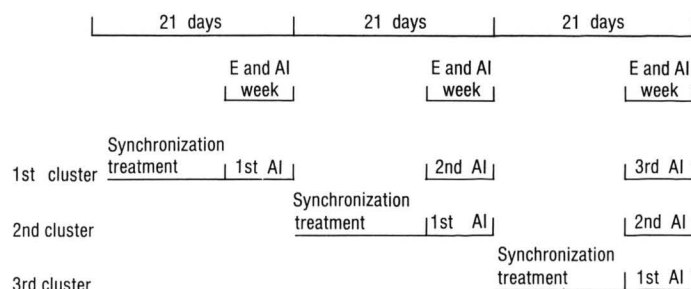 21 days 21 days 21 days
E and AI E and AI E and AI
week week week
Synchronization
1st cluster treatment 1st AI 2nd AI 3rd AI
Synchronization
2nd cluster treatment 1st AI 2nd AI
Synchronization
3rd cluster treatment 1st AI